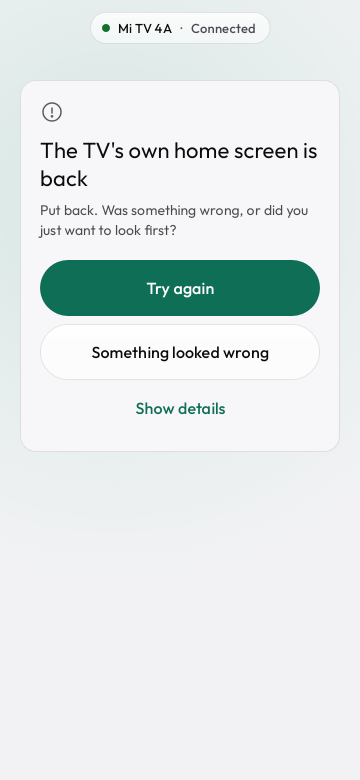 Mi TV 4A · Connected
The TV's own home screen is
back
Put back. Was something wrong, or did you
just want to look first?
Try again
Something looked wrong
Show details